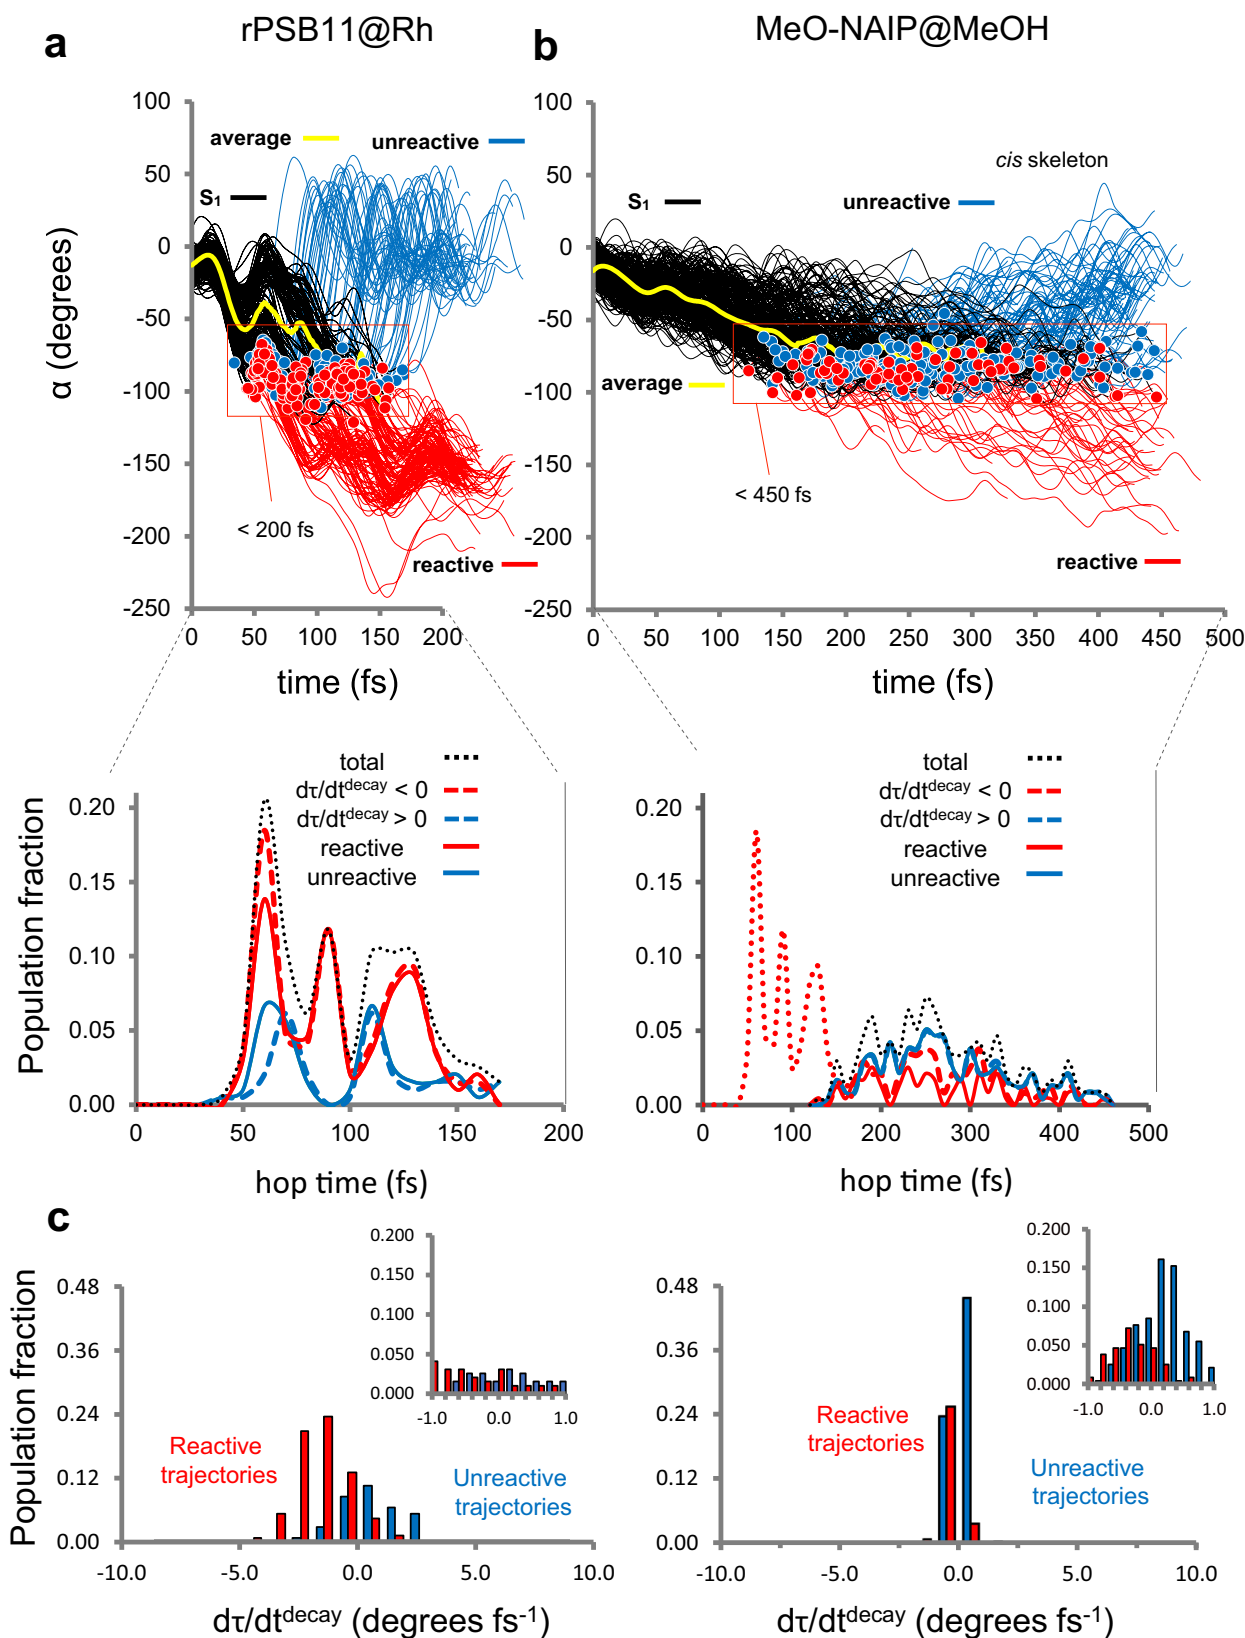 rPSB11@Rh
MeO-NAIP@MeOH
a
b
100
50
0
-50
-100
-150
-200
-250
α (degrees)
average
unreactive
S₁
< 200 fs
reactive
0 50 100 150 200
time (fs)
100
50
0
-50
-100
-150
-200
-250
cis skeleton
S₁
unreactive
average
< 450 fs
reactive
0 50 100 150 200 250 300 350 400 450 500
time (fs)
total
dτ/dt^decay < 0
dτ/dt^decay > 0
reactive
unreactive
0.20
0.15
0.10
0.05
0.00
Population fraction
0 50 100 150 200
hop time (fs)
total
dτ/dt^decay < 0
dτ/dt^decay > 0
reactive
unreactive
0.20
0.15
0.10
0.05
0.00
0 100 200 300 400 500
hop time (fs)
c
0.48
0.36
0.24
0.12
0.00
Population fraction
0.200
0.150
0.100
0.050
0.000
-1.0 0.0 1.0
Reactive
trajectories
Unreactive
trajectories
-10.0 -5.0 0.0 5.0 10.0
dτ/dt^decay (degrees fs⁻¹)
0.48
0.36
0.24
0.12
0.00
0.200
0.150
0.100
0.050
0.000
-1.0 0.0 1.0
Reactive
trajectories
Unreactive
trajectories
-10.0 -5.0 0.0 5.0 10.0
dτ/dt^decay (degrees fs⁻¹)